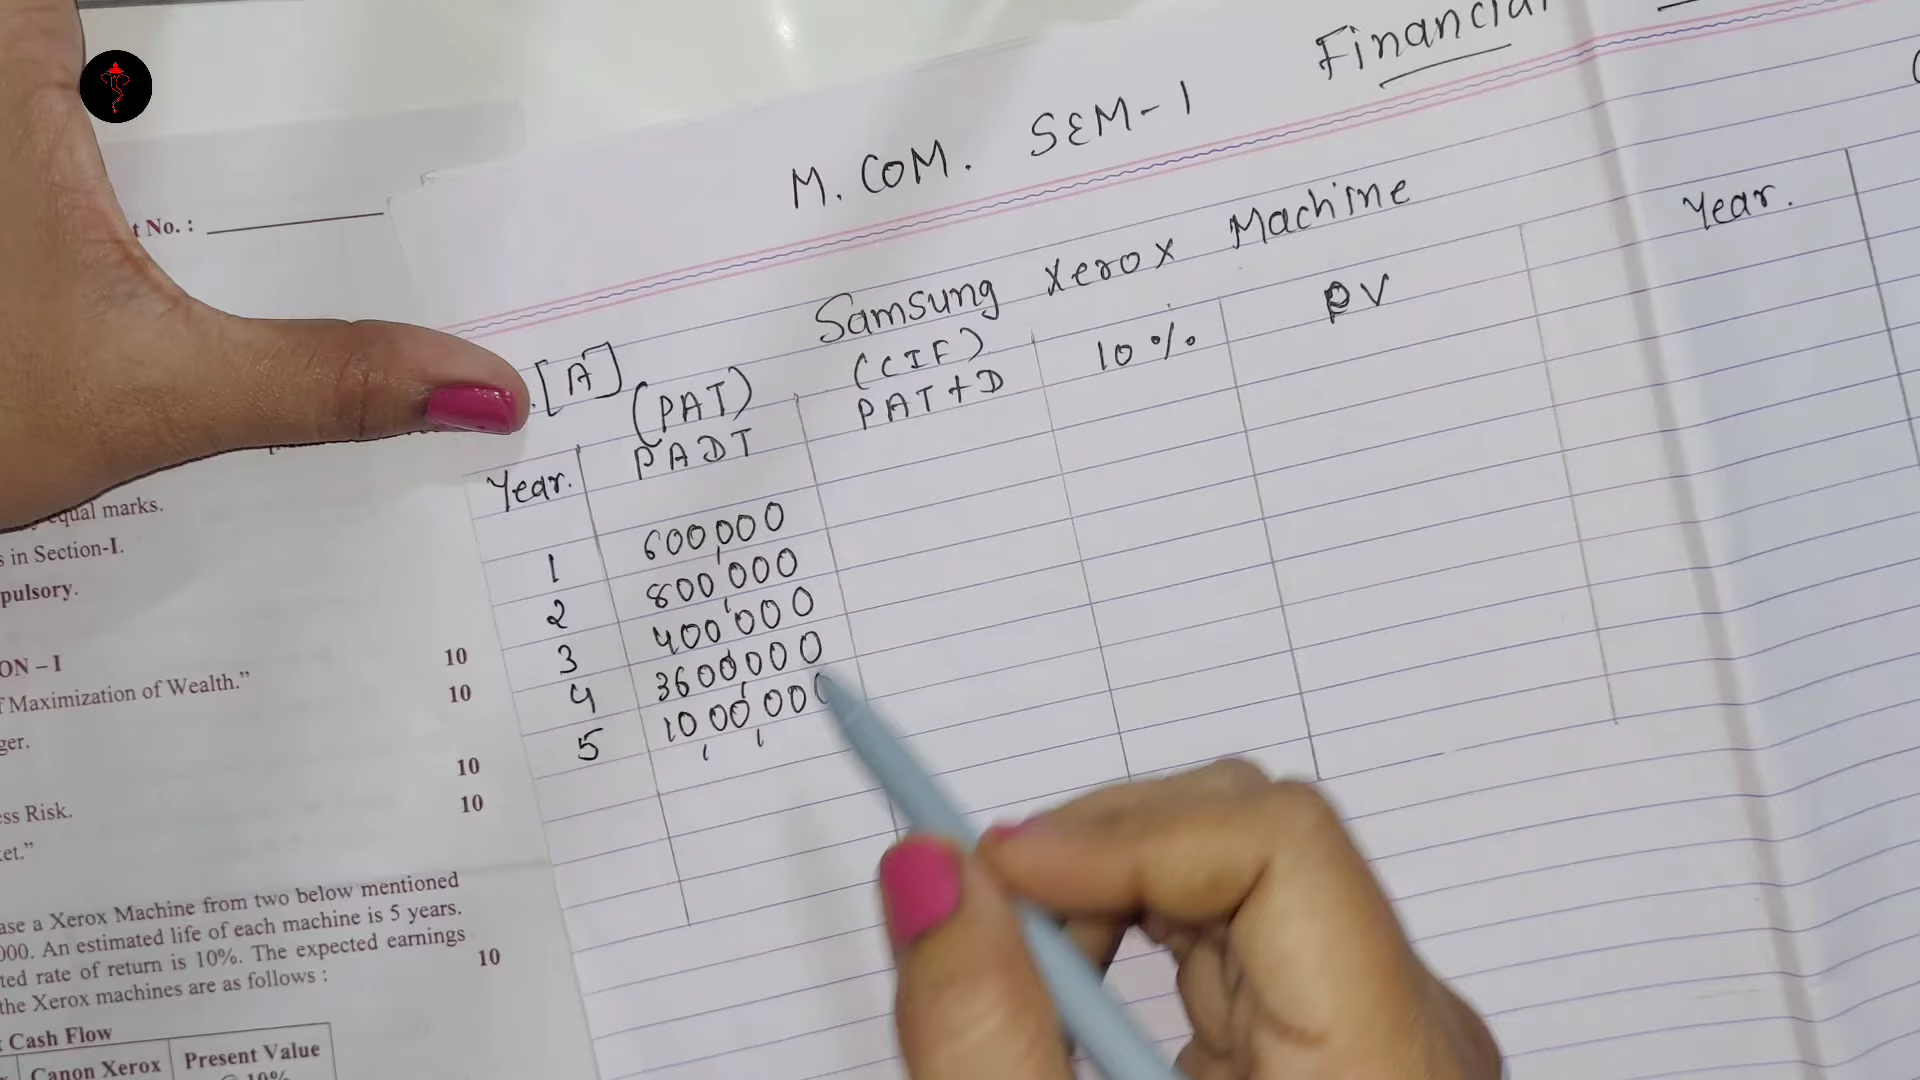 Financial
M. COM. SEM-1
t No. :
Samsung Xerox Machine
[A]
Year. (PAT) PADT (CIF) PAT+D 10% PV Year.
1 600,000
2 800,000
3 400,000
4 3600,000
5 10,00,000
equal marks.
s in Section-I.
pulsory.
ON – I
10
f Maximization of Wealth.” 10
ger.
10
ss Risk. 10
et.”
ase a Xerox Machine from two below mentioned
000. An estimated life of each machine is 5 years.
ted rate of return is 10%. The expected earnings
the Xerox machines are as follows : 10
Cash Flow
Canon Xerox Present Value